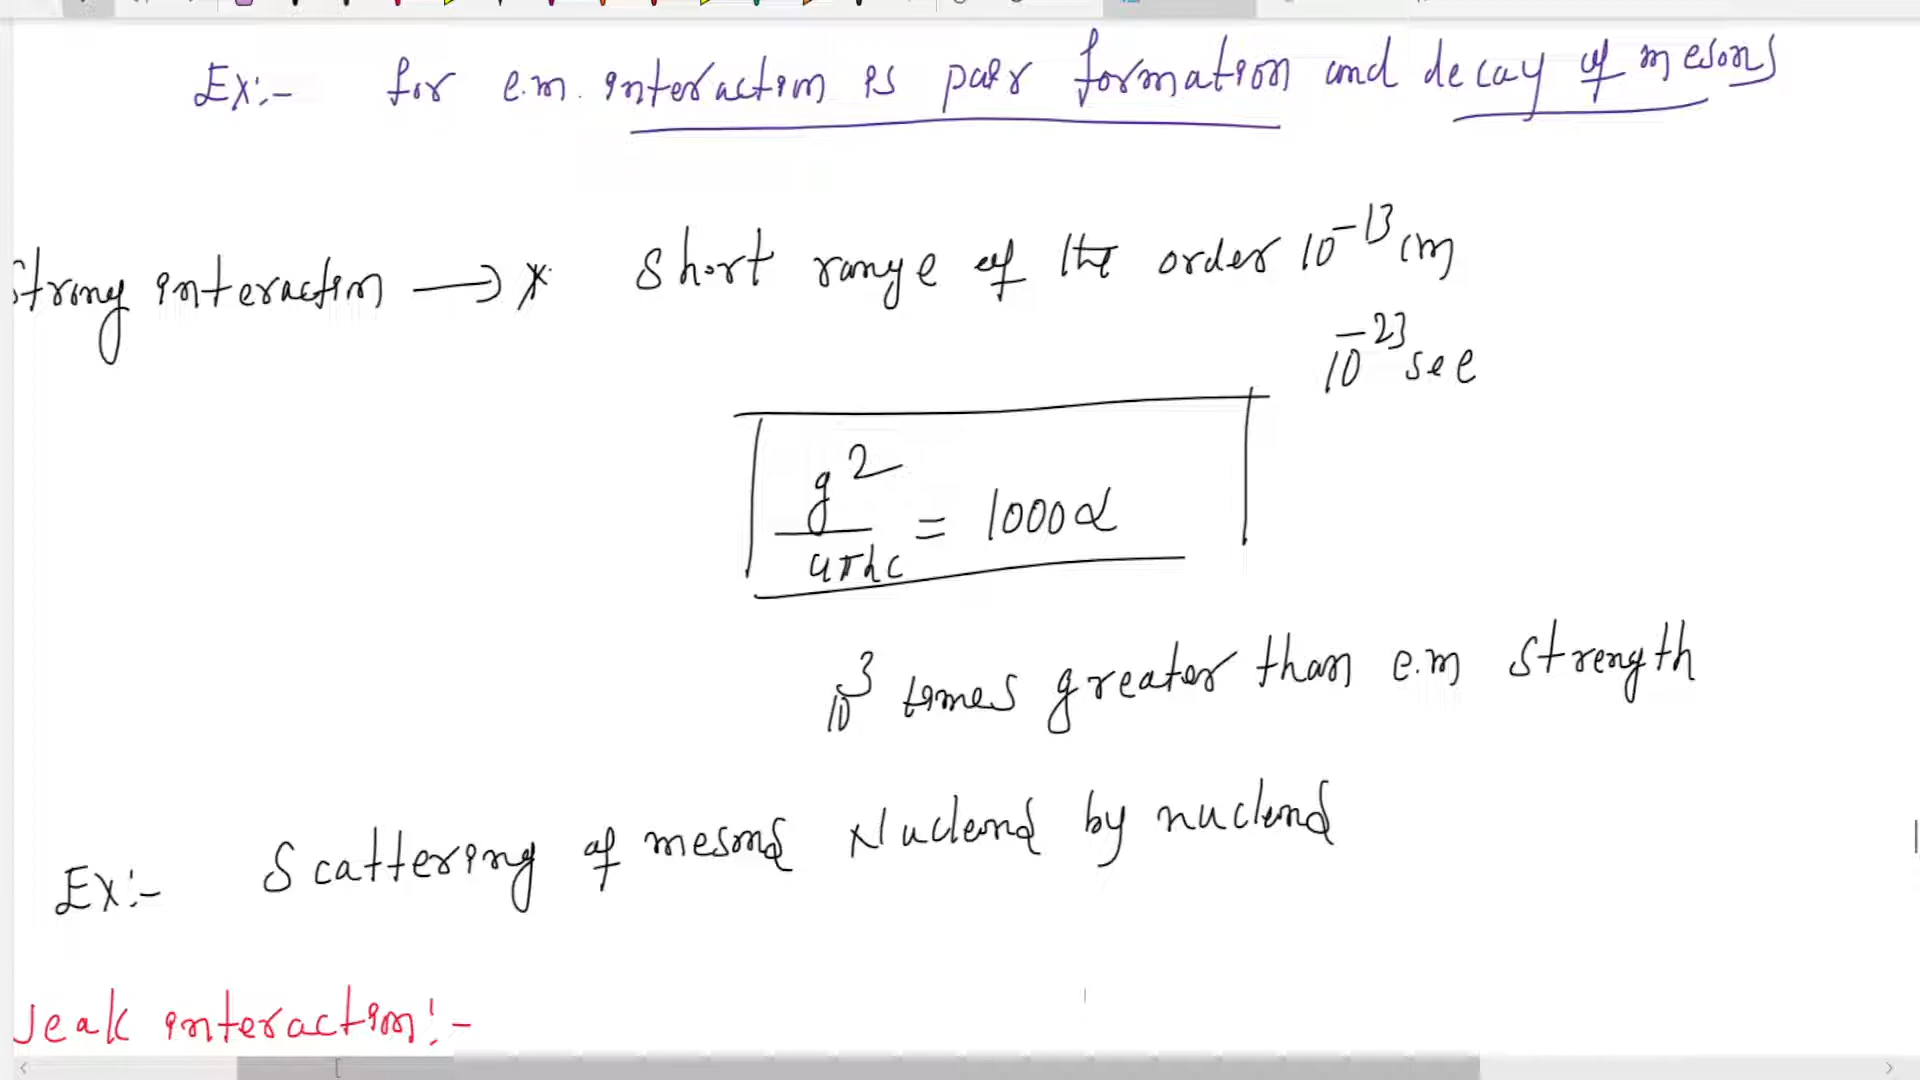 Ex:- for e.m. interaction is pair formation and decay of mesons
Strong interaction → * Short range of the order 10⁻¹³ cm
10⁻²³ sec
g²/4πhc = 1000α
10³ times greater than e.m strength
Ex:- Scattering of mesons Nucleons by nucleons
Weak interaction:-